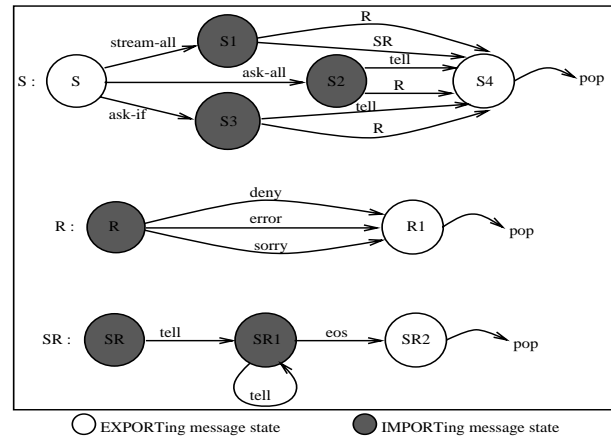 R
stream-all
S1
SR
tell
S :
S
ask-all
S2
S4
pop
R
ask-if
tell
S3
R
deny
R :
R
error
R1
sorry
pop
SR :
SR
tell
SR1
eos
SR2
pop
tell
EXPORTing message state
IMPORTing message state